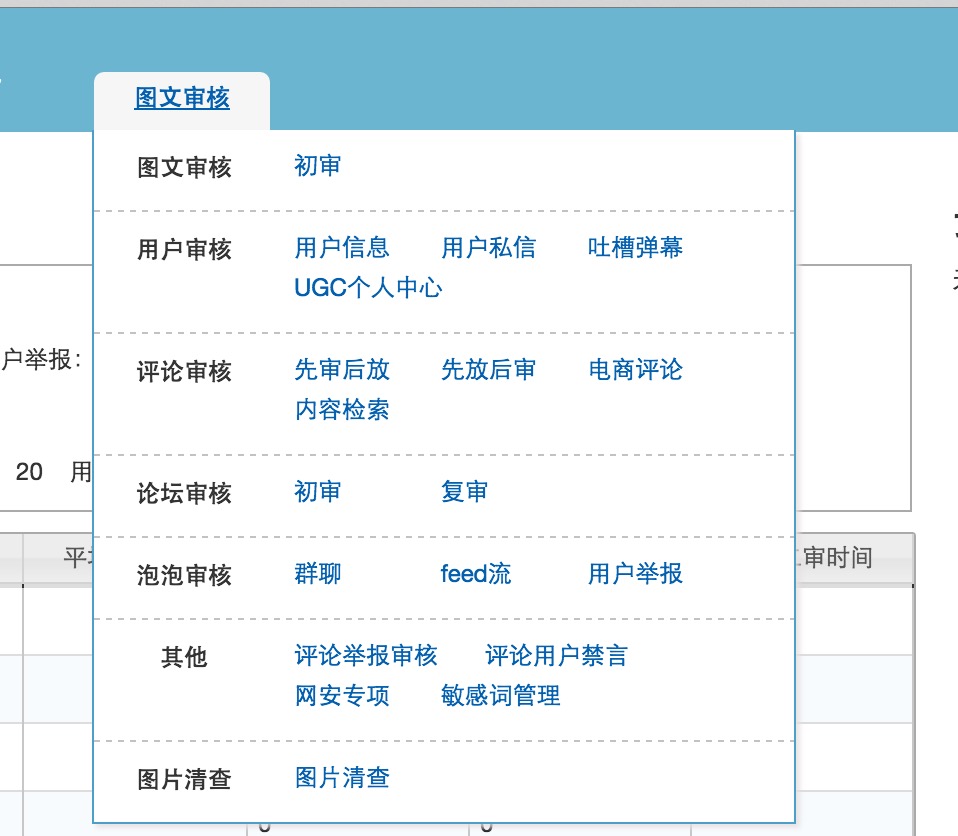 图文审核
图文审核 初审
用户审核 用户信息 用户私信 吐槽弹幕
UGC个人中心
户举报:
评论审核 先审后放 先放后审 电商评论
内容检索
20 用
论坛审核 初审 复审
平 审时间
泡泡审核 群聊 feed流 用户举报
其他 评论举报审核 评论用户禁言
网安专项 敏感词管理
图片清查 图片清查